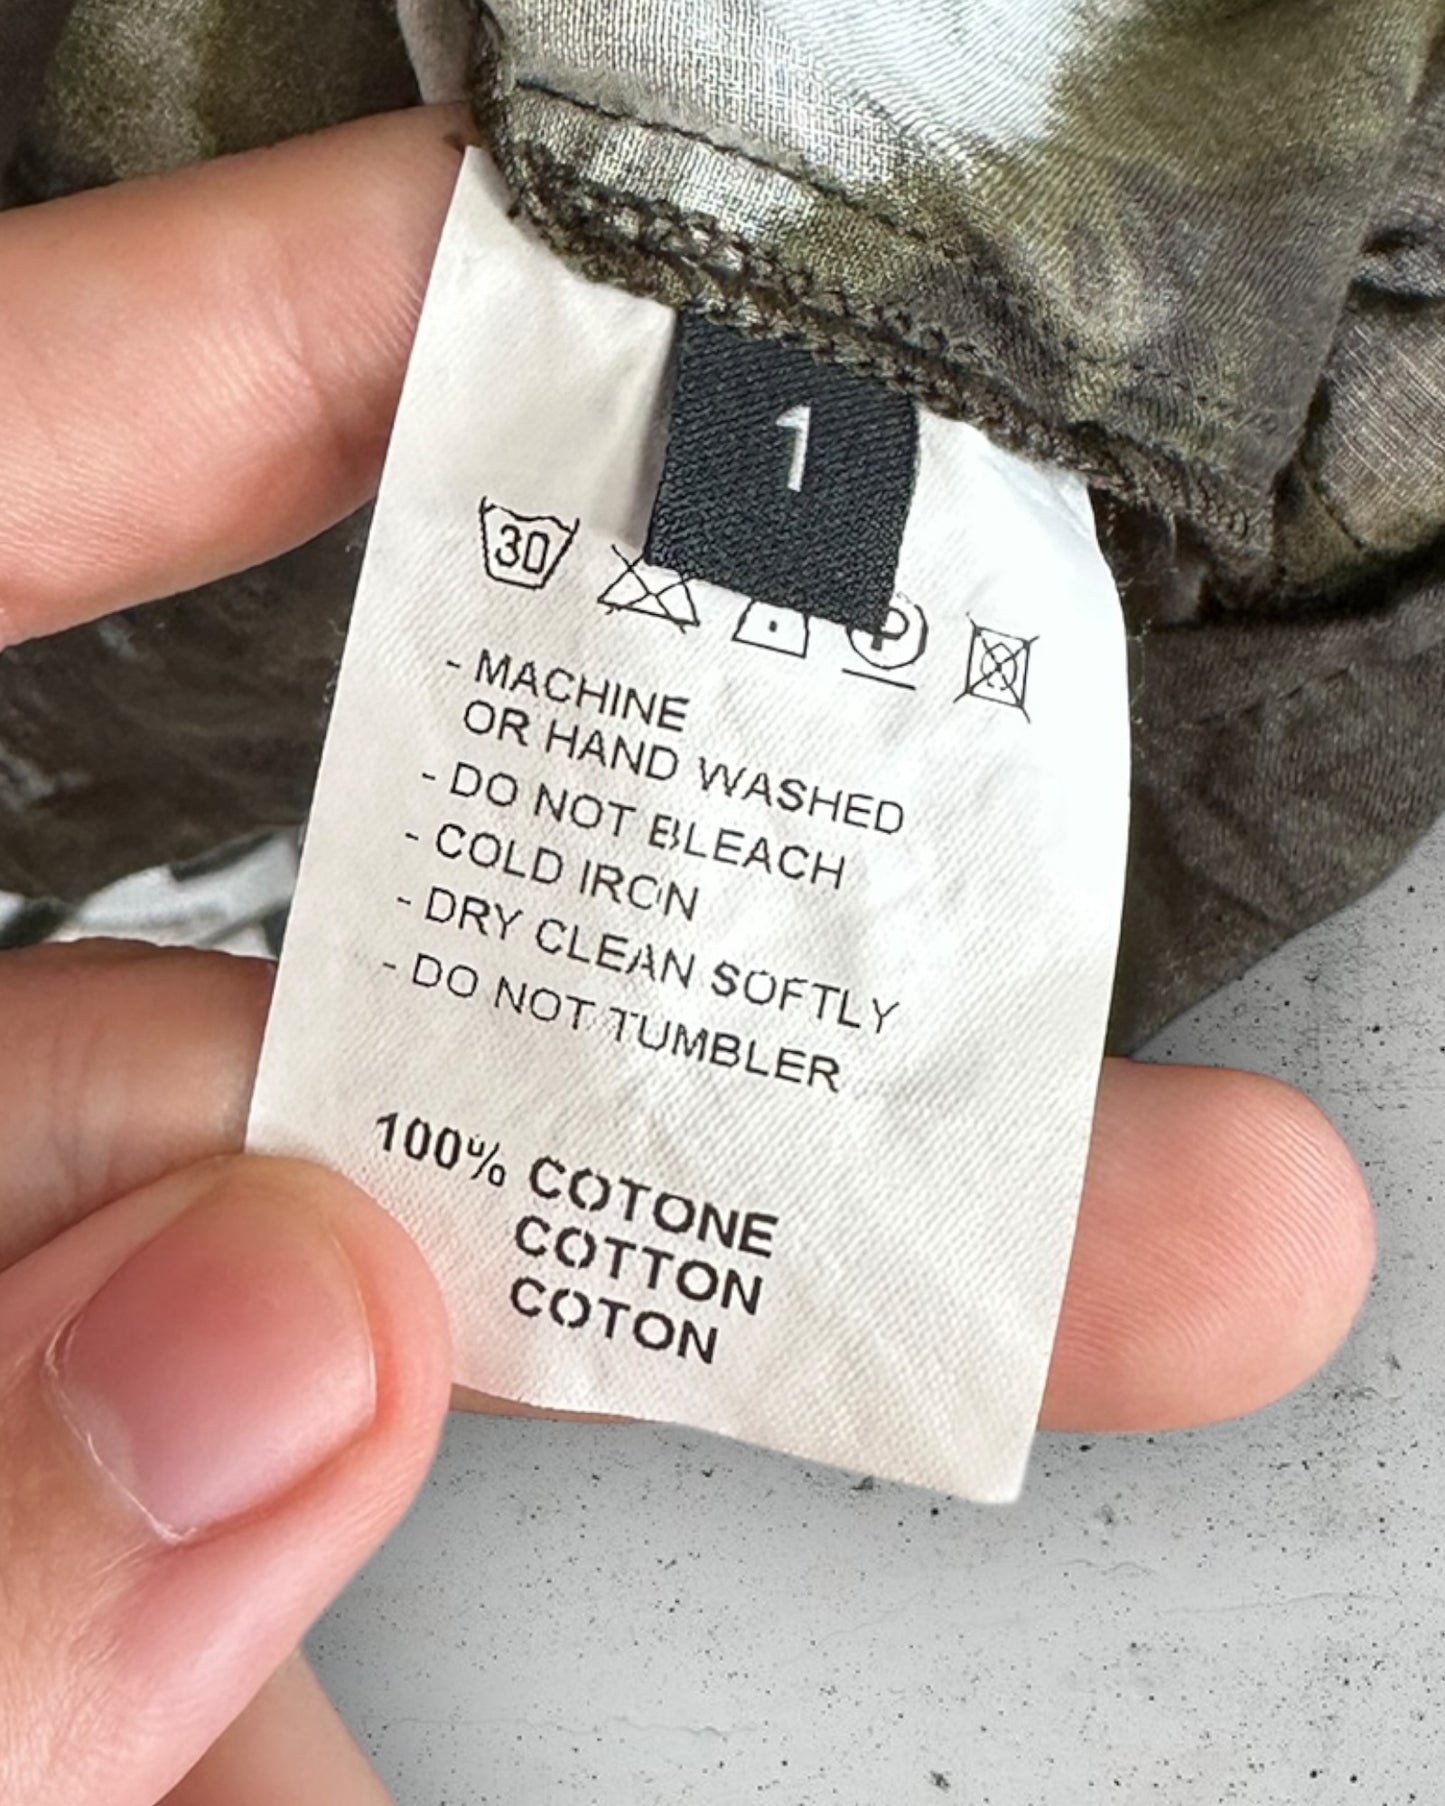 1
30
P
- MACHINE
OR HAND WASHED
- DO NOT BLEACH
- COLD IRON
- DRY CLEAN SOFTLY
- DO NOT TUMBLER
100% COTONE
COTTON
COTON